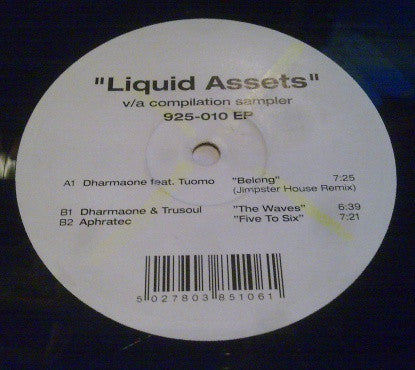 "Liquid Assets"
v/a compilation sampler
925-010 EP
A1 Dharmaone feat. Tuomo "Belong" 7:25
(Jimpster House Remix)
B1 Dharmaone & Trusoul "The Waves" 6:39
B2 Aphratec "Five To Six" 7:21
5 027803 851061